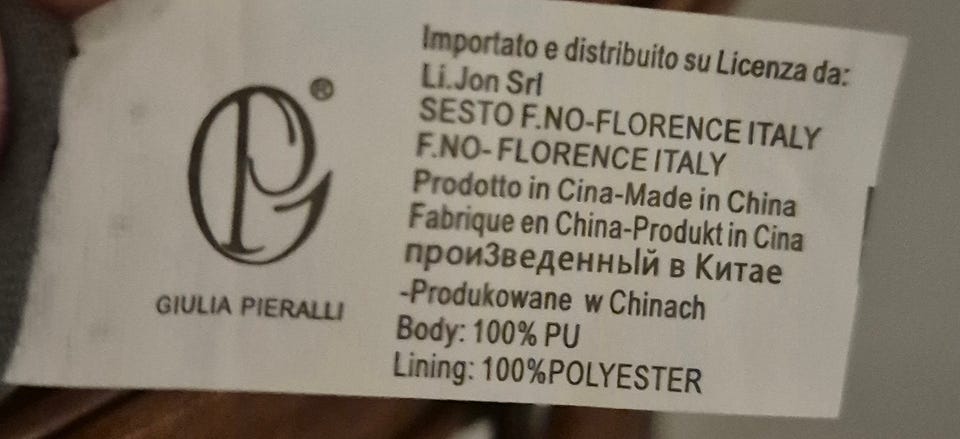 ®
GIULIA PIERALLI
Importato e distribuito su Licenza da:
Li.Jon Srl
SESTO F.NO-FLORENCE ITALY
F.NO- FLORENCE ITALY
Prodotto in Cina-Made in China
Fabrique en China-Produkt in Cina
проиЗведенный в Китае
-Produkowane w Chinach
Body: 100% PU
Lining: 100%POLYESTER